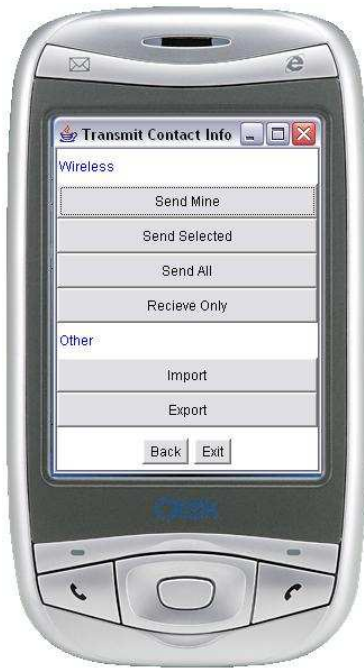 Transmit Contact Info
Wireless
Send Mine
Send Selected
Send All
Recieve Only
Other
Import
Export
Back Exit